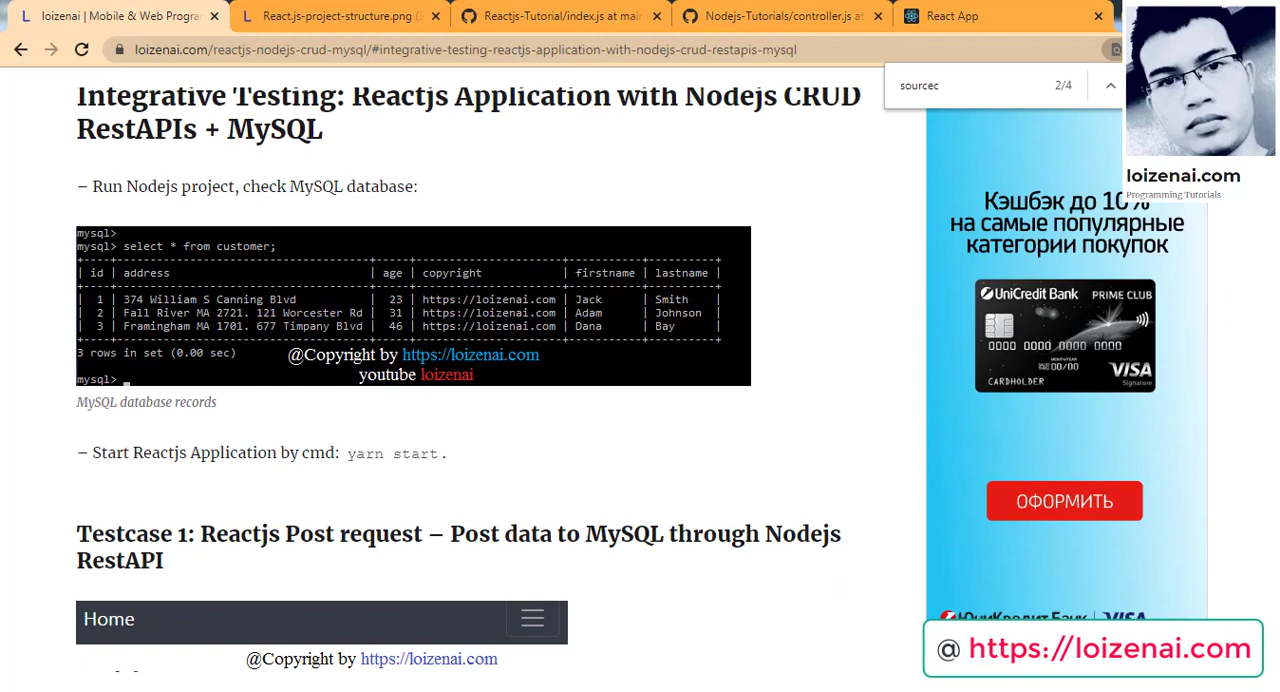 loizenai | Mobile & Web Progra
React.js-project-structure.png (
Reactjs-Tutorial/index.js at main
Nodejs-Tutorials/controller.js at
React App
loizenai.com/reactjs-nodejs-crud-mysql/#integrative-testing-reactjs-application-with-nodejs-crud-restapis-mysql
sourcec 2/4
loizenai.com
Programming Tutorials
Integrative Testing: Reactjs Application with Nodejs CRUD
RestAPIs + MySQL
– Run Nodejs project, check MySQL database:
mysql>
mysql> select * from customer;
+----+
| id | address | age | copyright | firstname | lastname |
| 1 | 374 William S Canning Blvd | 23 | https://loizenai.com | Jack | Smith |
| 2 | Fall River MA 2721. 121 Worcester Rd | 31 | https://loizenai.com | Adam | Johnson |
| 3 | Framingham MA 1701. 677 Timpany Blvd | 46 | https://loizenai.com | Dana | Bay |
3 rows in set (0.00 sec)
@Copyright by https://loizenai.com
youtube loizenai
mysql>
MySQL database records
– Start Reactjs Application by cmd: yarn start.
Testcase 1: Reactjs Post request – Post data to MySQL through Nodejs
RestAPI
Home
@Copyright by https://loizenai.com
Кэшбэк до 10%
на самые популярные
категории покупок
UniCredit Bank PRIME CLUB
0000 0000 0000 0000
00/00
CARDHOLDER
VISA
Signature
ОФОРМИТЬ
ЮниКредит Банк VISA
@ https://loizenai.com